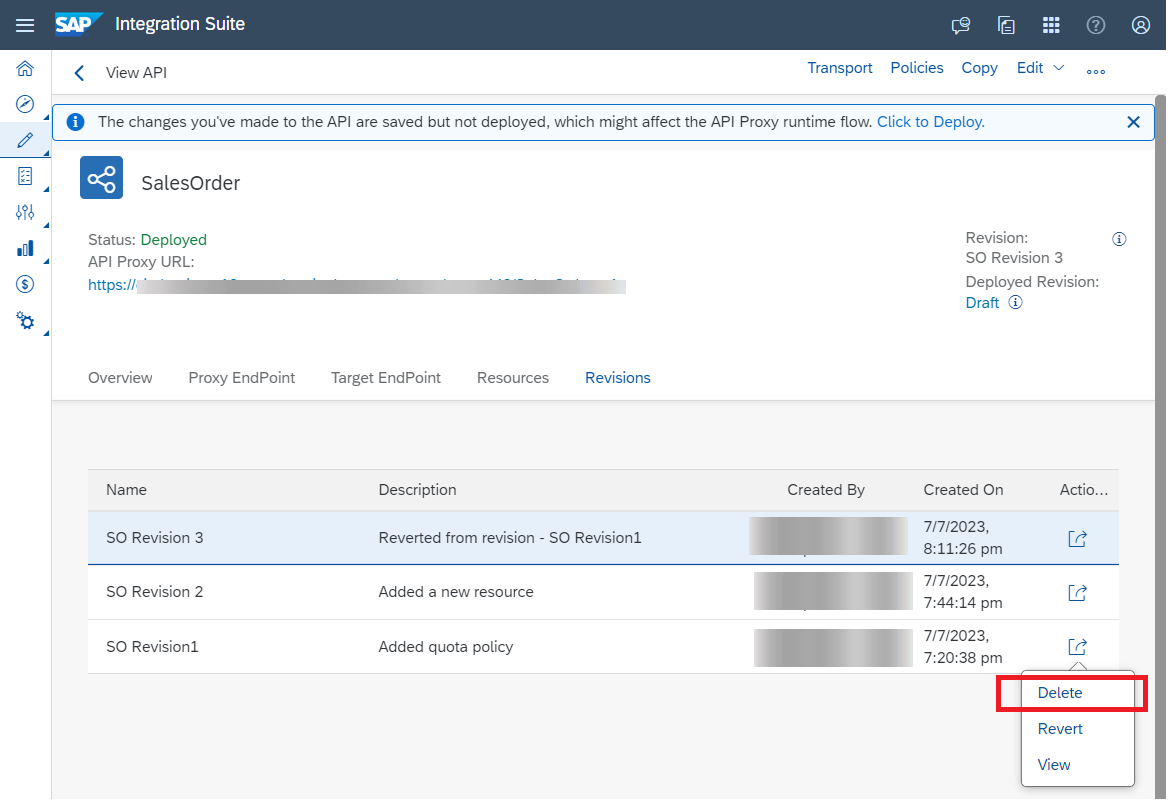 SAP Integration Suite
View API
Transport Policies Copy Edit
The changes you've made to the API are saved but not deployed, which might affect the API Proxy runtime flow. Click to Deploy.
SalesOrder
Status: Deployed
API Proxy URL:
https://
Revision:
SO Revision 3
Deployed Revision:
Draft
Overview Proxy EndPoint Target EndPoint Resources Revisions
Name Description Created By Created On Actio...
SO Revision 3 Reverted from revision - SO Revision1 7/7/2023,
8:11:26 pm
SO Revision 2 Added a new resource 7/7/2023,
7:44:14 pm
SO Revision1 Added quota policy 7/7/2023,
7:20:38 pm
Delete
Revert
View